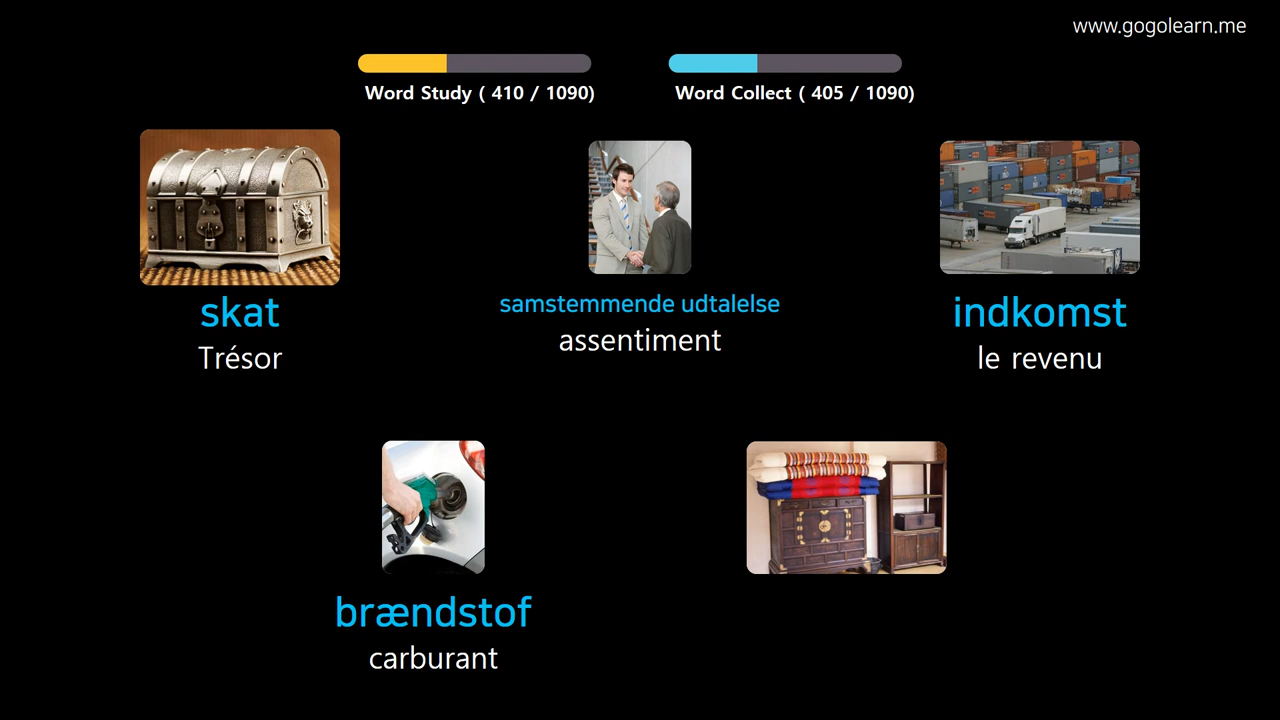 www.gogolearn.me
Word Study ( 410 / 1090)
Word Collect ( 405 / 1090)
skat
Trésor
samstemmende udtalelse
assentiment
indkomst
le revenu
brændstof
carburant